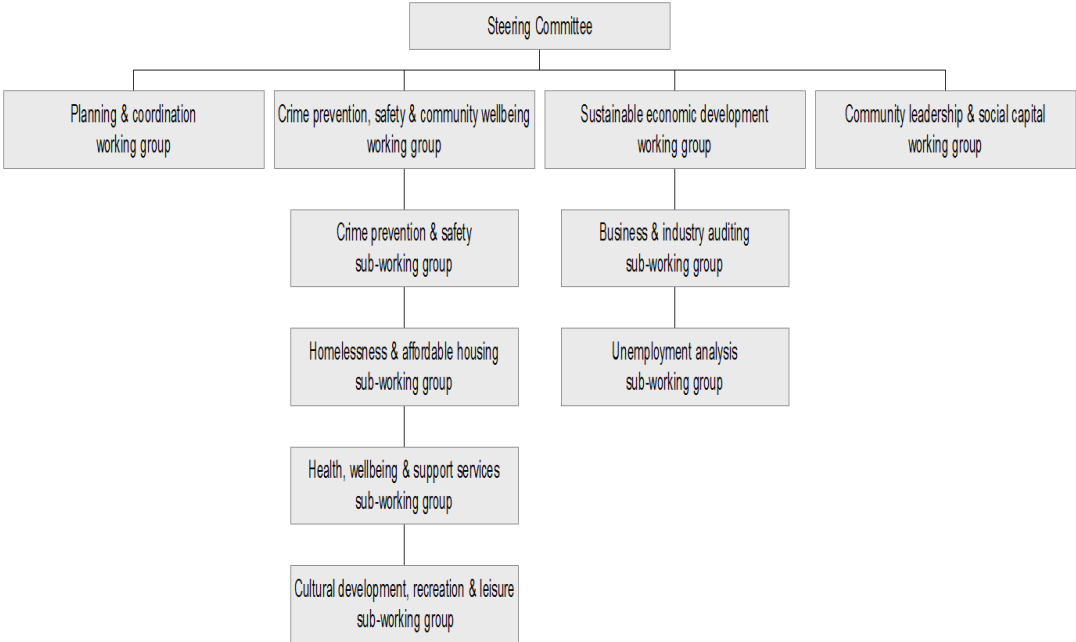 Steering Committee
Planning & coordination
working group
Crime prevention, safety & community wellbeing
working group
Sustainable economic development
working group
Community leadership & social capital
working group
Crime prevention & safety
sub-working group
Business & industry auditing
sub-working group
Homelessness & affordable housing
sub-working group
Unemployment analysis
sub-working group
Health, wellbeing & support services
sub-working group
Cultural development, recreation & leisure
sub-working group